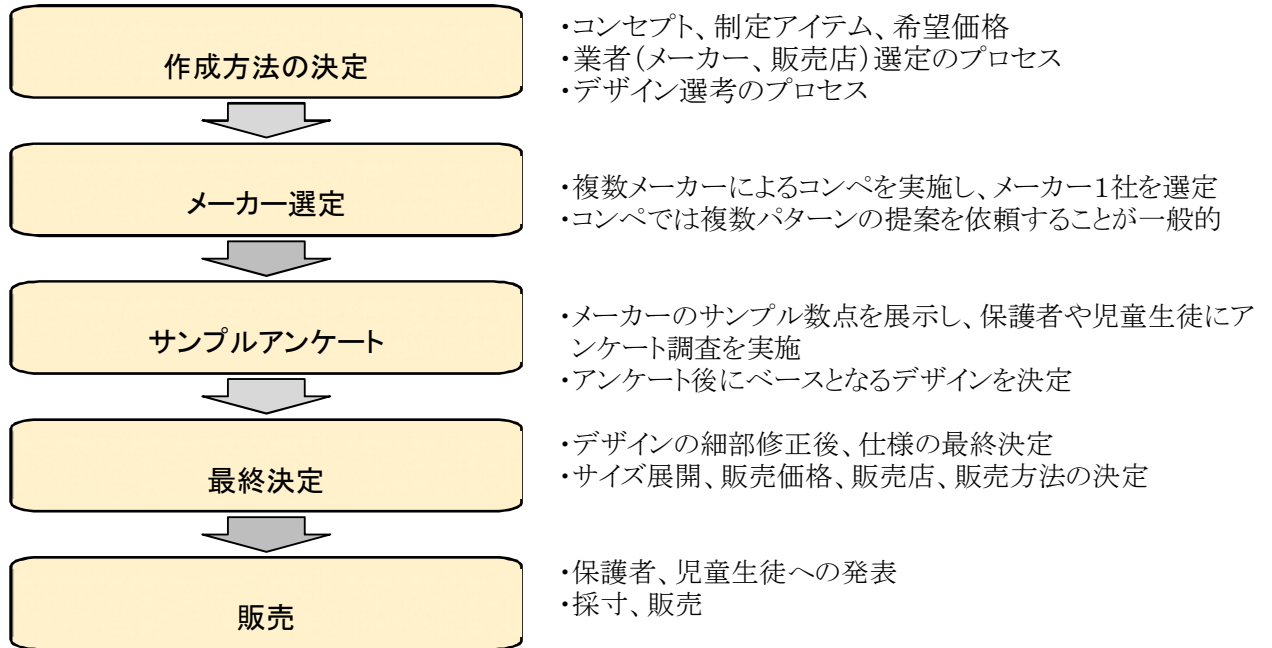 作成方法の決定
・コンセプト、制定アイテム、希望価格
・業者(メーカー、販売店)選定のプロセス
・デザイン選考のプロセス
メーカー選定
・複数メーカーによるコンペを実施し、メーカー1社を選定
・コンペでは複数パターンの提案を依頼することが一般的
サンプルアンケート
・メーカーのサンプル数点を展示し、保護者や児童生徒にア
ンケート調査を実施
・アンケート後にベースとなるデザインを決定
最終決定
・デザインの細部修正後、仕様の最終決定
・サイズ展開、販売価格、販売店、販売方法の決定
販売
・保護者、児童生徒への発表
・採寸、販売